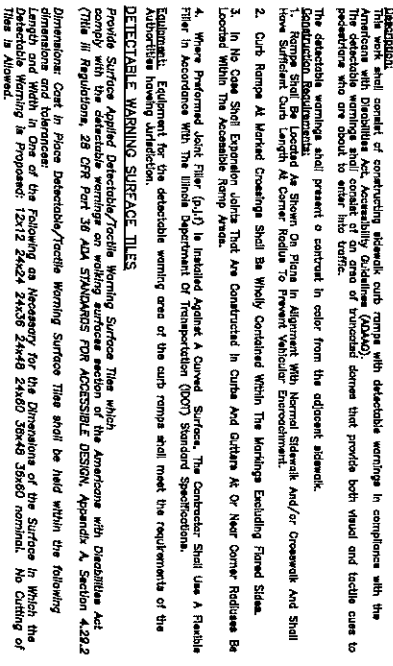 Description:
This work shall consist of constructing sidewalk curb ramps with detectable warnings in compliance with the
Americans with Disabilities Act, Accessibility Guidelines (ADAAG).
The detectable warnings shall consist of an area of truncated domes that provide both visual and tactile cues to
pedestrians who are about to enter into traffic.
The detectable warnings shall present a contrast in color from the adjacent sidewalk.
Construction Requirements:
1. Ramps Shall Be Located As Shown On Plans In Alignment With Normal Sidewalk And/or Crosswalk And Shall
Have Sufficient Curb Length At Corner Radius To Prevent Vehicular Encroachment.
2. Curb Ramps At Marked Crossings Shall Be Wholly Contained Within The Markings Excluding Flared Sides.
3. In No Case Shall Expansion Joints That Are Constructed In Curbs And Gutters At Or Near Corner Radiuses Be
Located Within The Accessible Ramp Areas.
4. Where Preformed Joint Filler (p.j.f.) Is Installed Against A Curved Surface, The Contractor Shall Use A Flexible
Filler In Accordance With The Illinois Department Of Transportation (IDOT) Standard Specifications.
Equipment: Equipment for the detectable warning area of the curb ramps shall meet the requirements of the
Authorities having Jurisdiction.
DETECTABLE WARNING SURFACE TILES
Provide Surface Applied Detectable/Tactile Warning Surface Tiles which
comply with the detectable warnings on walking surfaces section of the Americans with Disabilities Act
(Title III Regulations, 28 CFR Part 36 ADA STANDARDS FOR ACCESSIBLE DESIGN, Appendix A, Section 4.29.2
Dimensions: Cast in Place Detectable/Tactile Warning Surface Tiles shall be held within the following
dimensions and tolerances:
Length and Width in One of the Following as Necessary for the Dimensions of the Surface in Which the
Detectable Warning is Proposed: 12x12 24x24 24x36 24x48 24x60 36x48 36x60 nominal. No Cutting of
Tiles is Allowed.